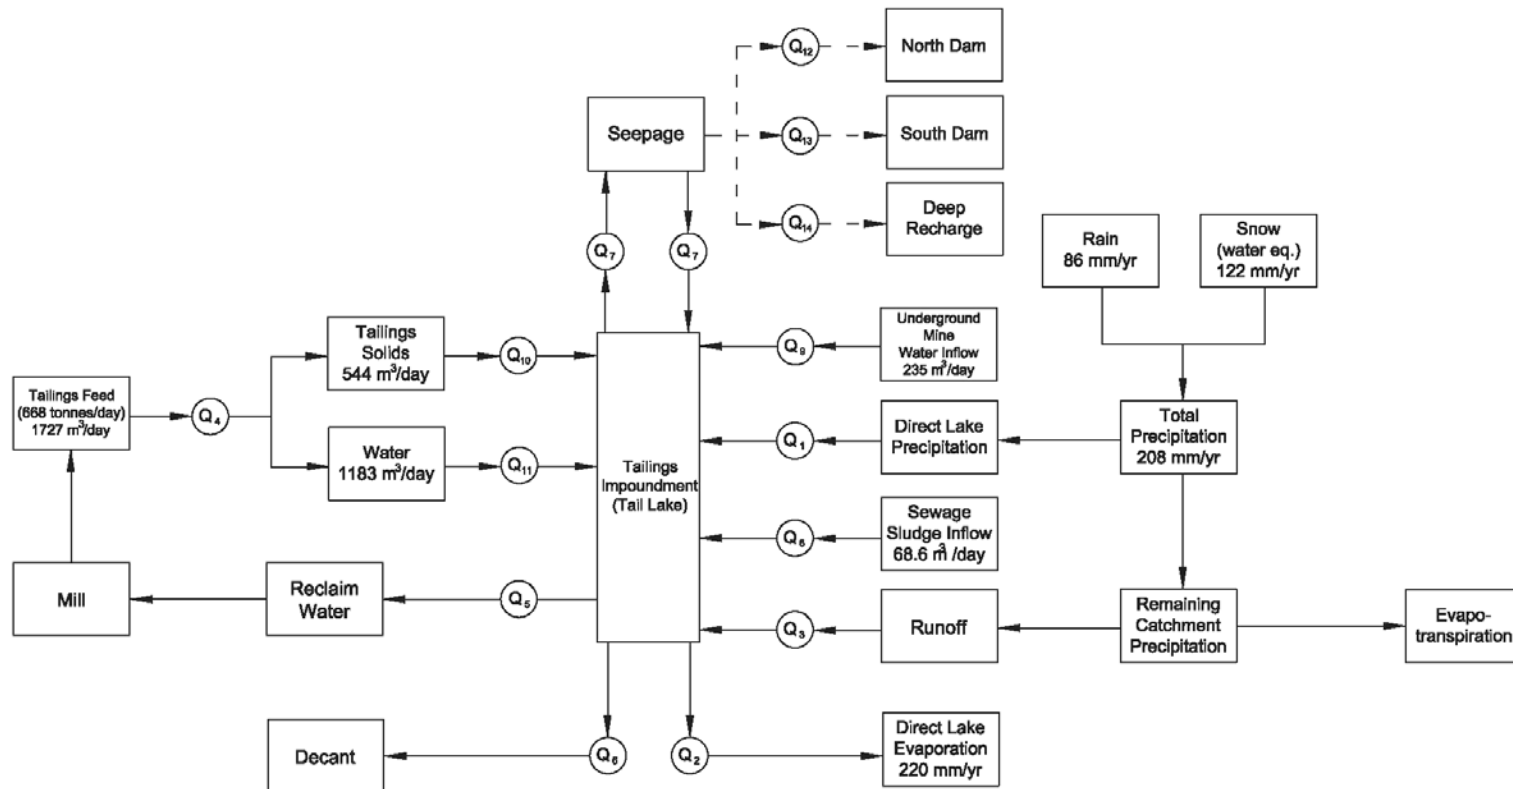 Q12
North Dam
Seepage
Q13
South Dam
Q14
Deep
Recharge
Q7
Q7
Rain
86 mm/yr
Snow
(water eq.)
122 mm/yr
Tailings
Solids
544 m³/day
Q10
Underground
Mine
Water Inflow
235 m³/day
Q9
Tailings Feed
(668 tonnes/day)
1727 m³/day
Q4
Water
1183 m³/day
Q11
Tailings
Impoundment
(Tail Lake)
Q1
Direct Lake
Precipitation
Total
Precipitation
208 mm/yr
Q8
Sewage
Sludge Inflow
68.6 m³/day
Mill
Reclaim
Water
Q5
Q3
Runoff
Remaining
Catchment
Precipitation
Evapo-
transpiration
Decant
Q6
Q2
Direct Lake
Evaporation
220 mm/yr